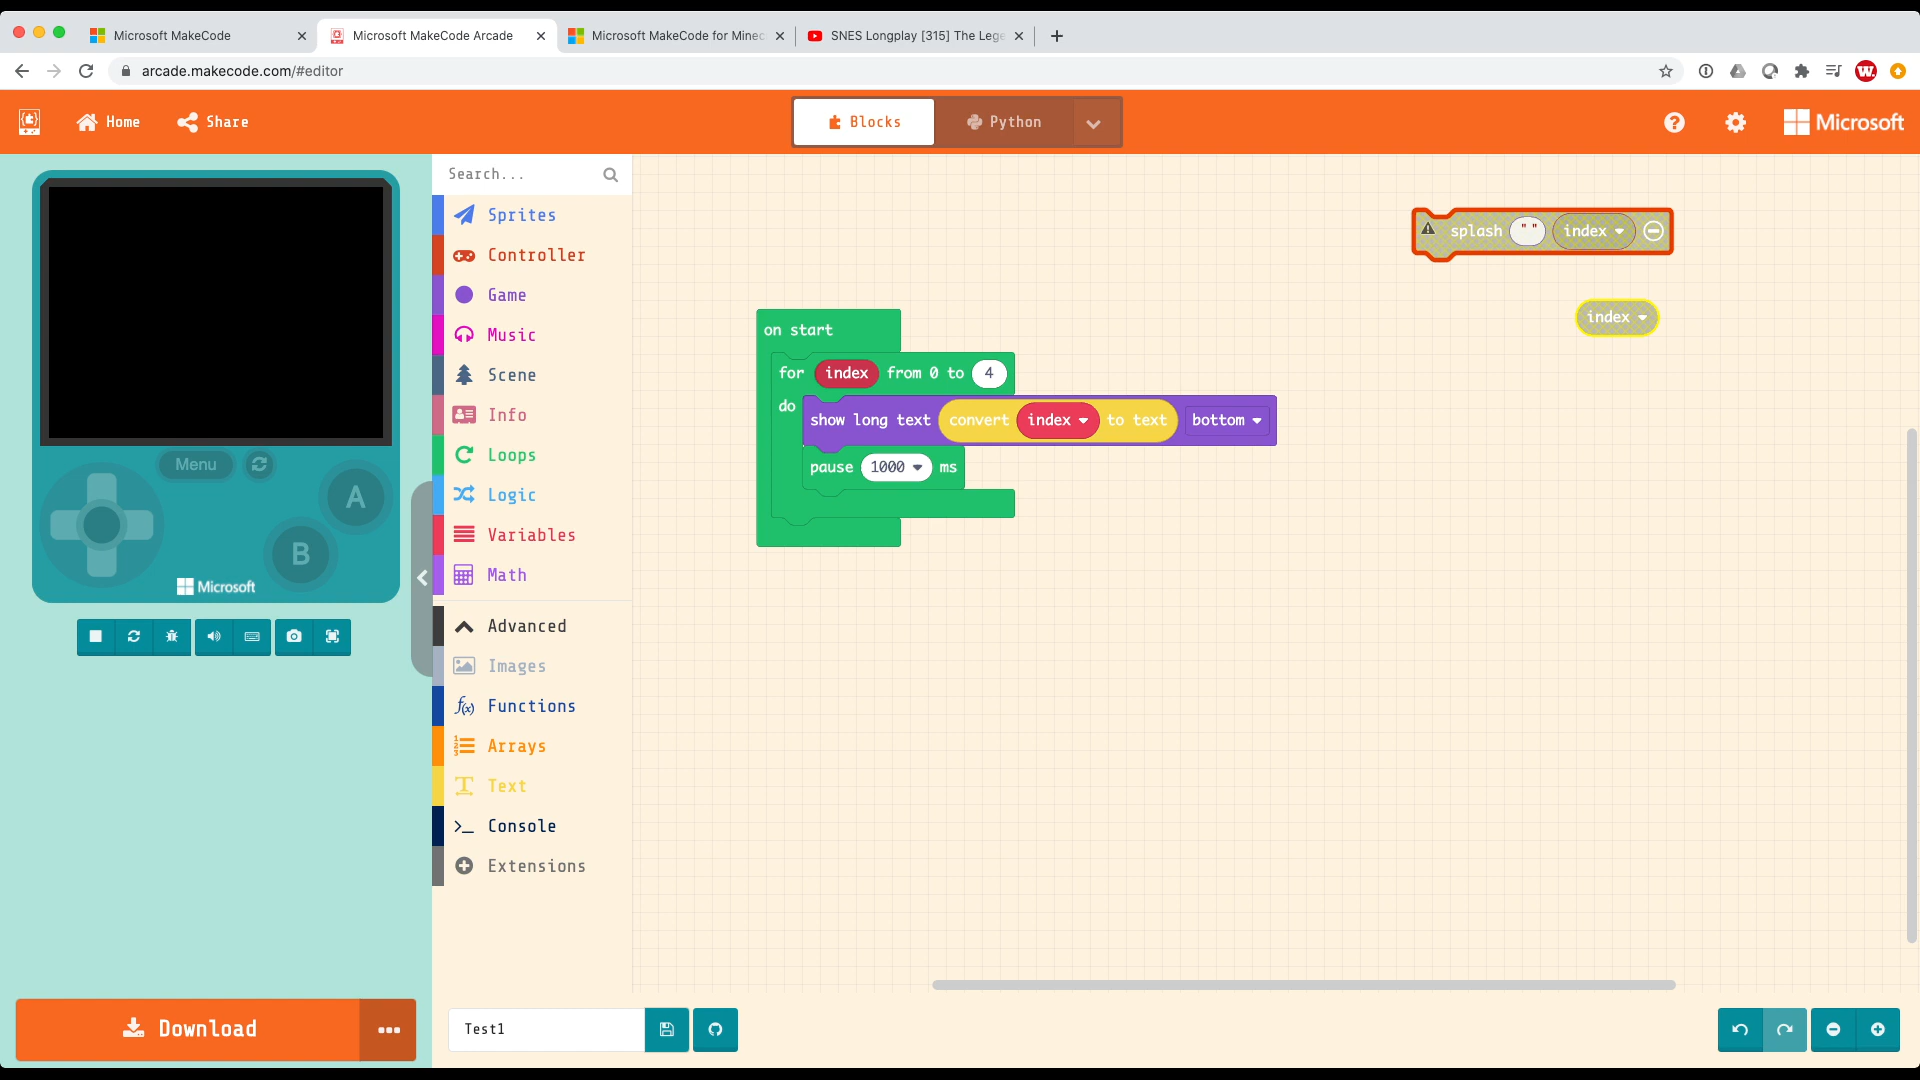 Microsoft MakeCode
Microsoft MakeCode Arcade
Microsoft MakeCode for Minec
SNES Longplay [315] The Lege
arcade.makecode.com/#editor
Home
Share
Blocks
Python
Microsoft
Search...
Sprites
Controller
Game
Music
Scene
Info
Loops
Logic
Variables
Math
Advanced
Images
Functions
Arrays
Text
Console
Extensions
Menu
A
B
Microsoft
splash " " index
index
on start
for index from 0 to 4
do
show long text convert index to text bottom
pause 1000 ms
Download
Test1